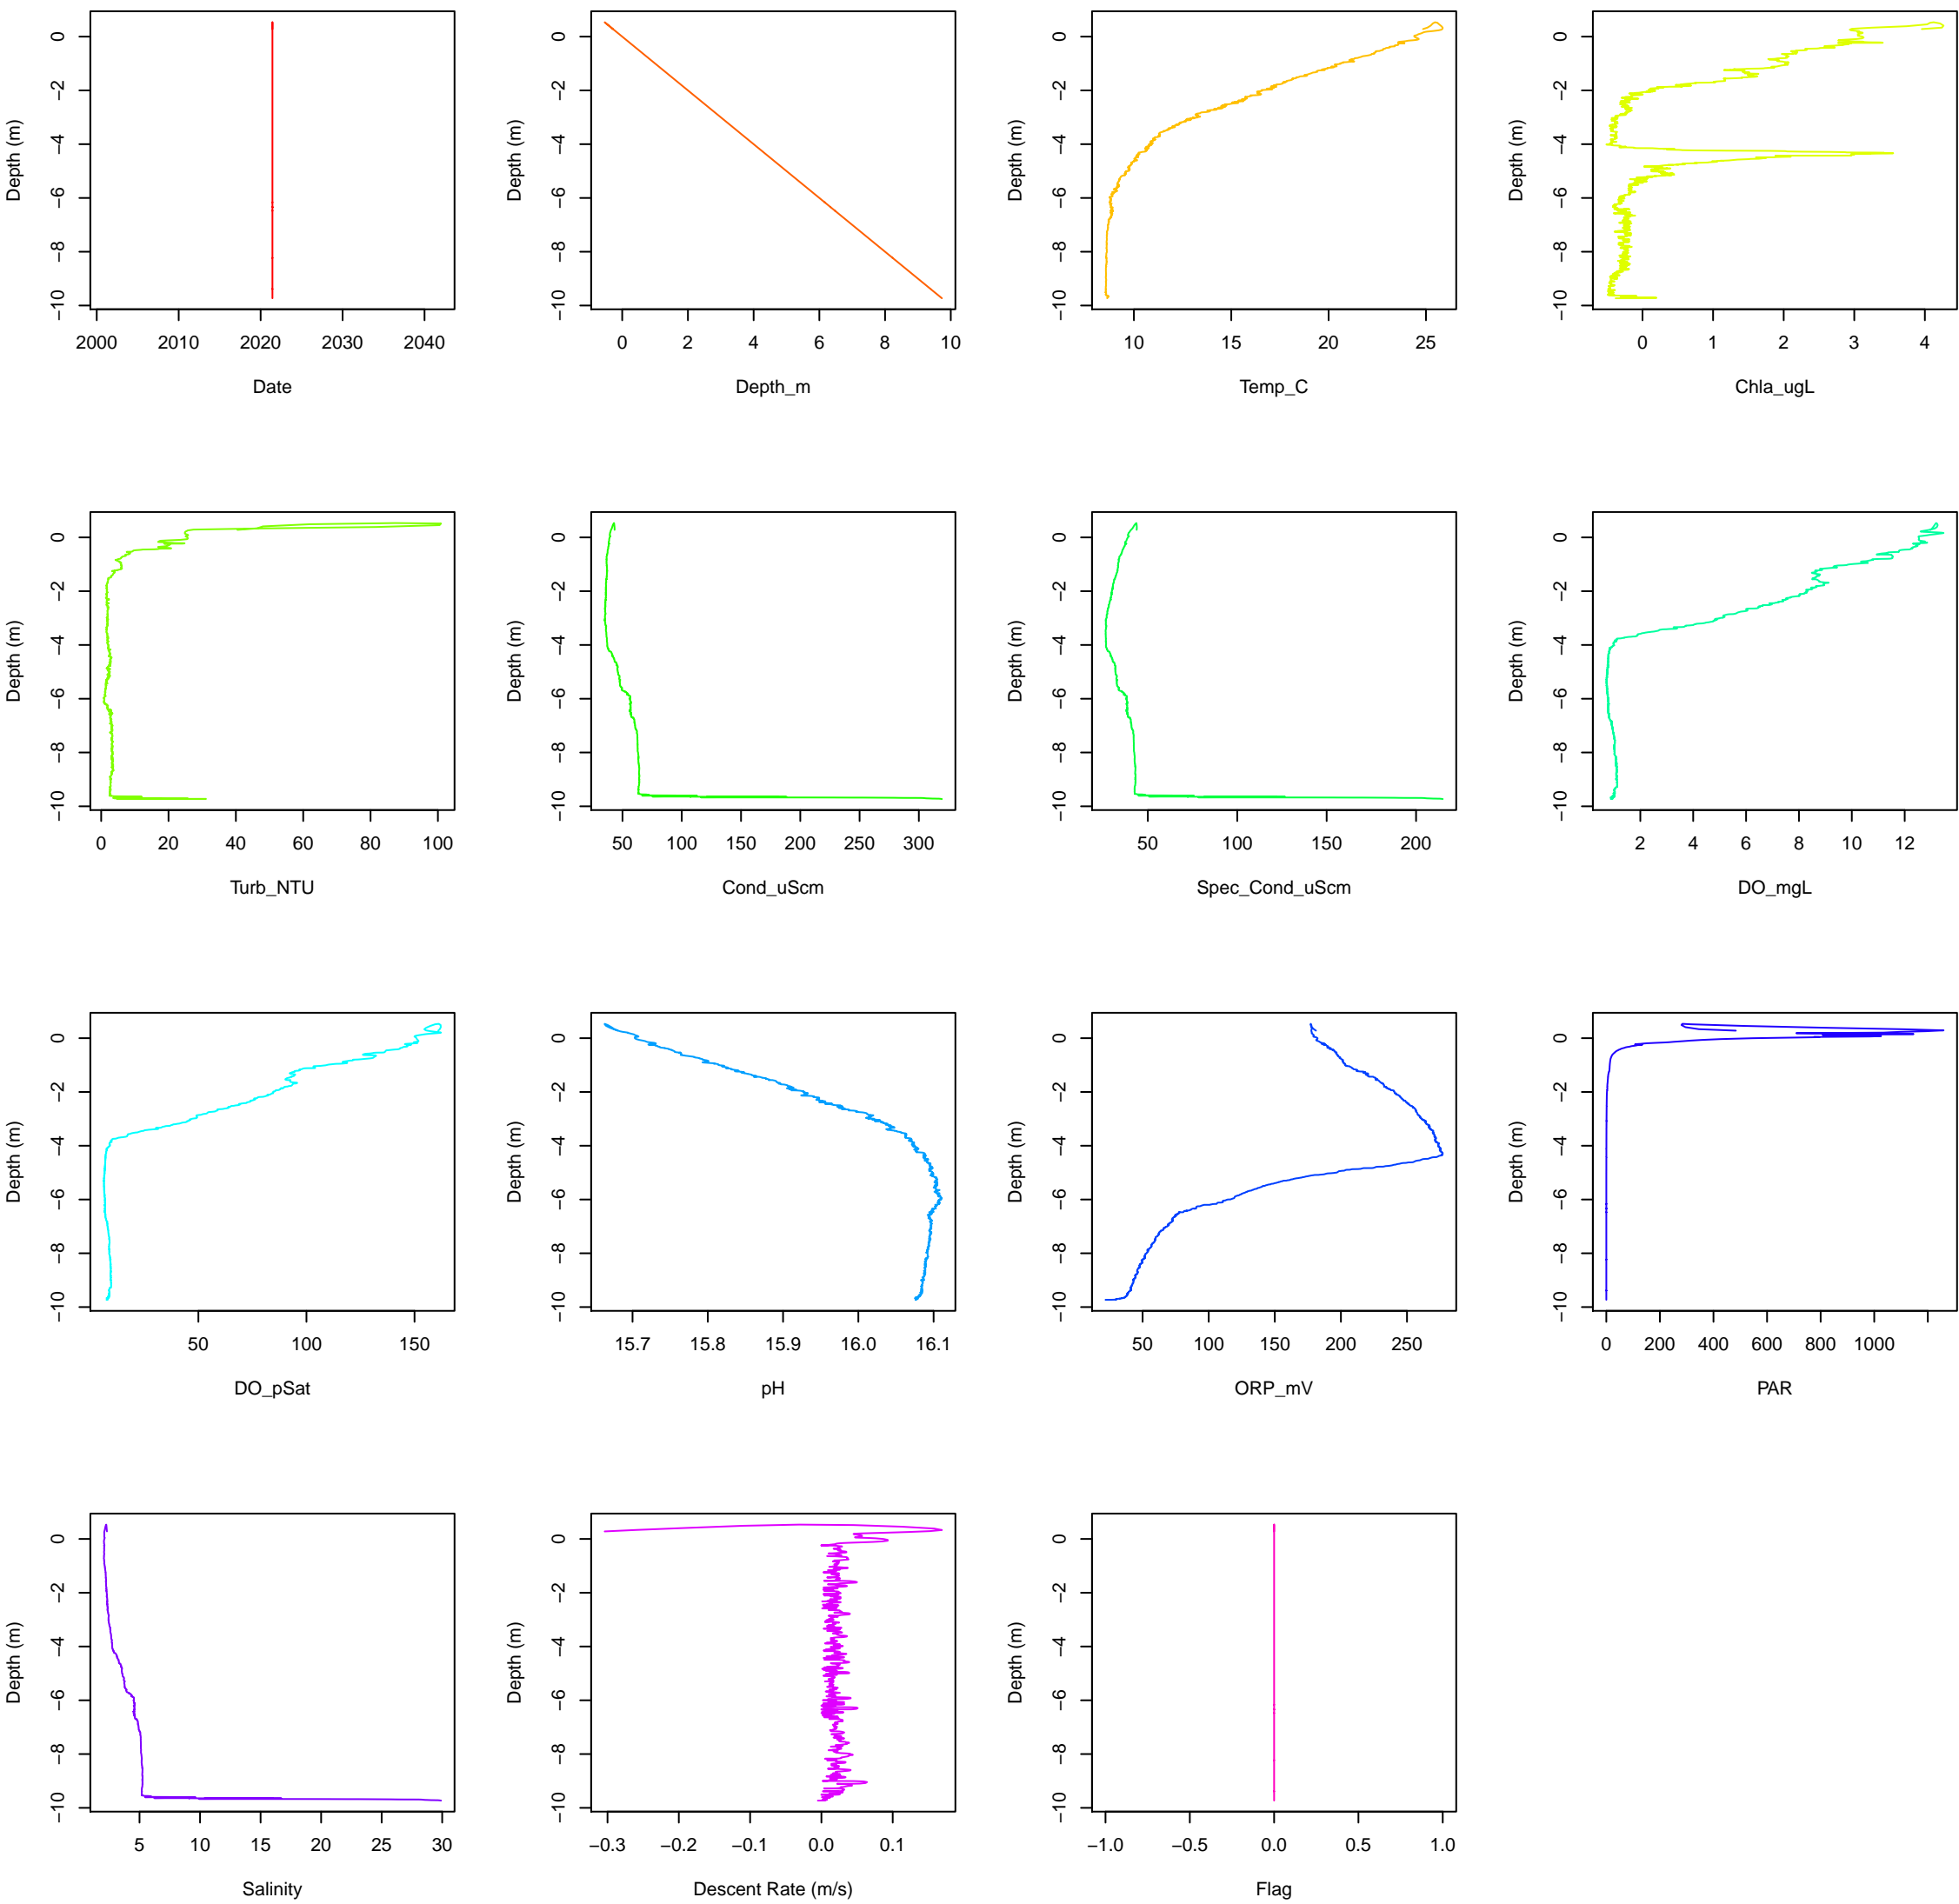 Depth (m)
0 −2 −4 −6 −8 −10
2000 2010 2020 2030 2040
Date
Depth (m)
0 −2 −4 −6 −8 −10
0 2 4 6 8 10
Depth_m
Depth (m)
0 −2 −4 −6 −8 −10
10 15 20 25
Temp_C
Depth (m)
0 −2 −4 −6 −8 −10
0 1 2 3 4
Chla_ugL
Depth (m)
0 −2 −4 −6 −8 −10
0 20 40 60 80 100
Turb_NTU
Depth (m)
0 −2 −4 −6 −8 −10
50 100 150 200 250 300
Cond_uScm
Depth (m)
0 −2 −4 −6 −8 −10
50 100 150 200
Spec_Cond_uScm
Depth (m)
0 −2 −4 −6 −8 −10
2 4 6 8 10 12
DO_mgL
Depth (m)
0 −2 −4 −6 −8 −10
50 100 150
DO_pSat
Depth (m)
0 −2 −4 −6 −8 −10
15.7 15.8 15.9 16.0 16.1
pH
Depth (m)
0 −2 −4 −6 −8 −10
50 100 150 200 250
ORP_mV
Depth (m)
0 −2 −4 −6 −8 −10
0 200 400 600 800 1000
PAR
Depth (m)
0 −2 −4 −6 −8 −10
5 10 15 20 25 30
Salinity
Depth (m)
0 −2 −4 −6 −8 −10
−0.3 −0.2 −0.1 0.0 0.1
Descent Rate (m/s)
Depth (m)
0 −2 −4 −6 −8 −10
−1.0 −0.5 0.0 0.5 1.0
Flag